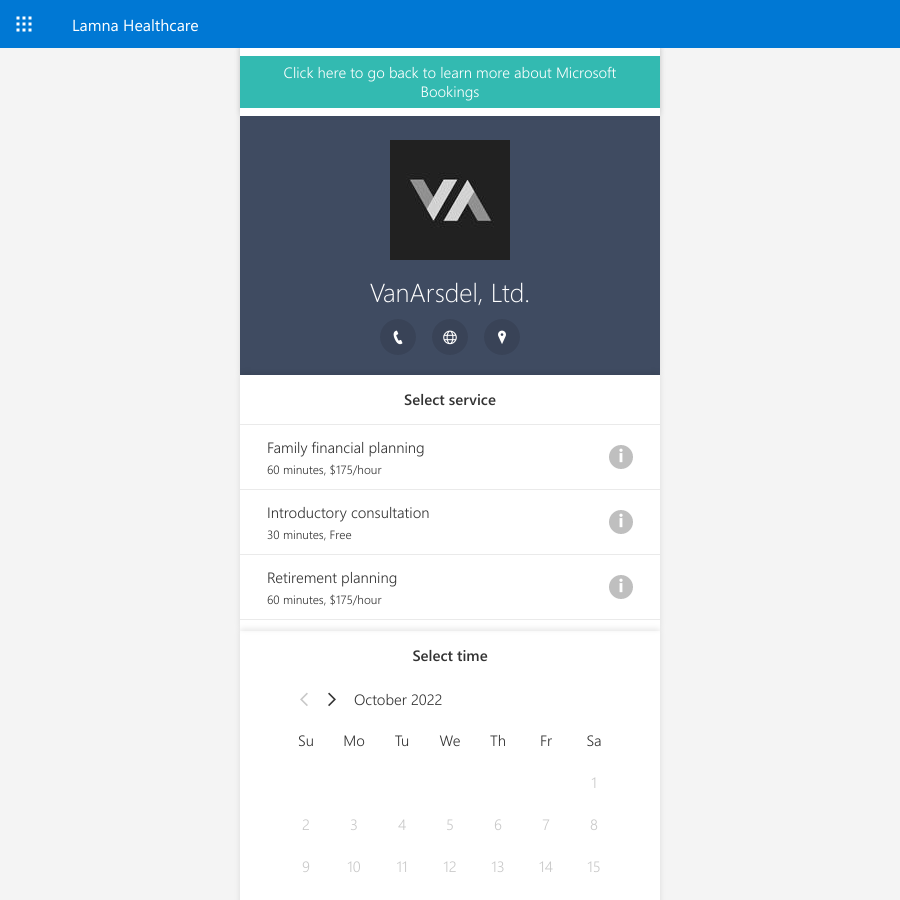 Lamna Healthcare
Click here to go back to learn more about Microsoft
Bookings
VA
VanArsdel, Ltd.
Select service
Family financial planning
60 minutes, $175/hour
Introductory consultation
30 minutes, Free
Retirement planning
60 minutes, $175/hour
Select time
October 2022
Su Mo Tu We Th Fr Sa
1
2 3 4 5 6 7 8
9 10 11 12 13 14 15